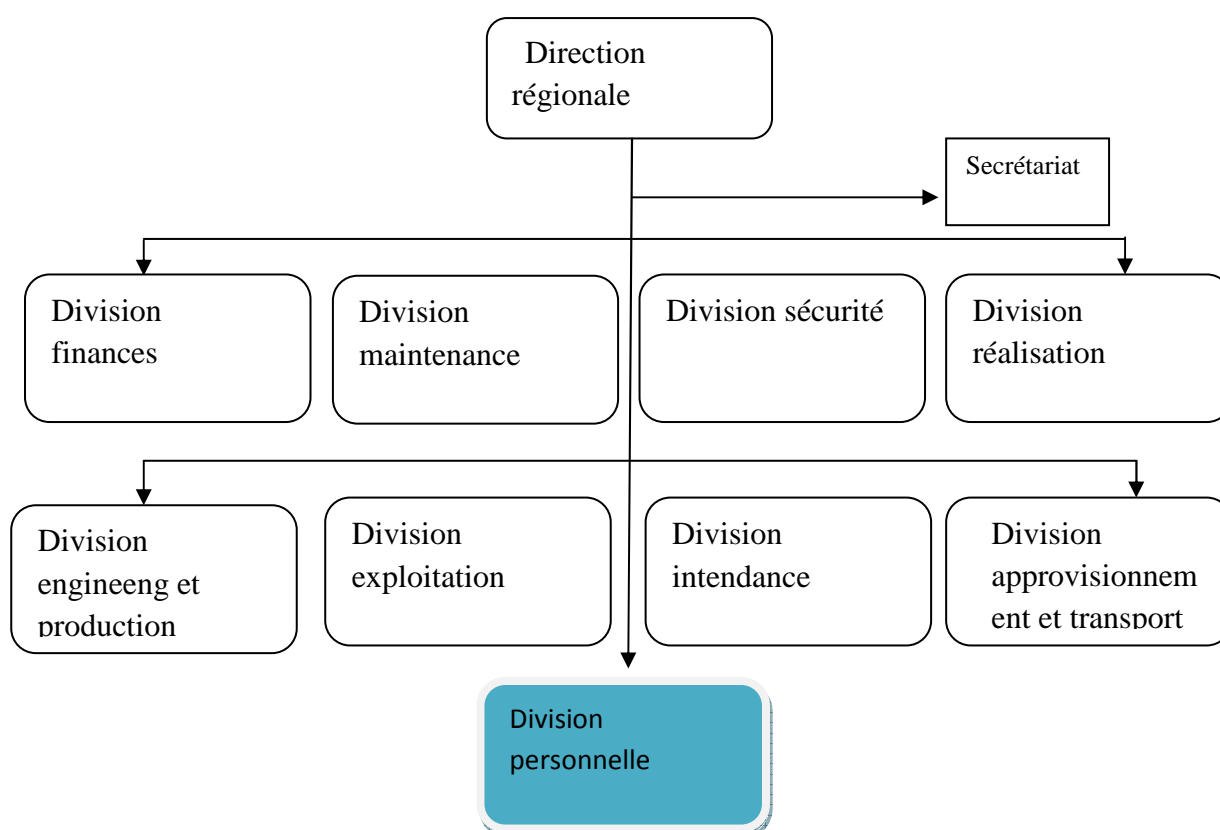 Direction
régionale
Secrétariat
Division
finances
Division
maintenance
Division sécurité
Division
réalisation
Division
engineeng et
production
Division
exploitation
Division
intendance
Division
approvisionnem
ent et transport
Division
personnelle